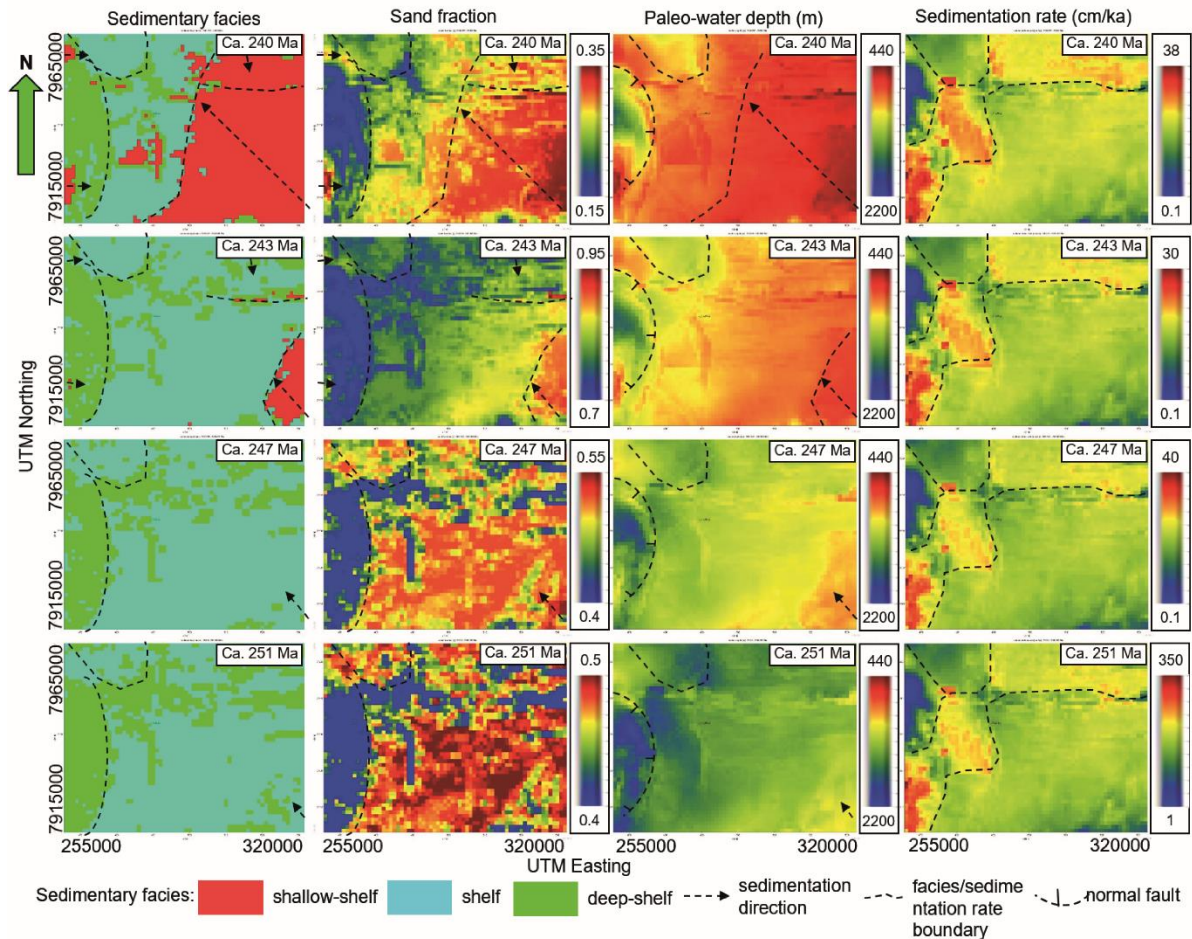 Sedimentary facies
Sand fraction
Paleo-water depth (m)
Sedimentation rate (cm/ka)
N
UTM Northing
7965000
7915000
Ca. 240 Ma
Ca. 240 Ma
0.35
0.15
Ca. 240 Ma
440
2200
Ca. 240 Ma
38
0.1
7965000
7915000
Ca. 243 Ma
Ca. 243 Ma
0.95
0.7
Ca. 243 Ma
440
2200
Ca. 243 Ma
30
0.1
7965000
7915000
Ca. 247 Ma
Ca. 247 Ma
0.55
0.4
Ca. 247 Ma
440
2200
Ca. 247 Ma
40
0.1
7965000
7915000
Ca. 251 Ma
Ca. 251 Ma
0.5
0.4
Ca. 251 Ma
440
2200
Ca. 251 Ma
350
1
255000
320000
255000
320000
255000
320000
255000
320000
UTM Easting
Sedimentary facies:
shallow-shelf
shelf
deep-shelf
sedimentation
direction
facies/sedime
ntation rate
boundary
normal fault